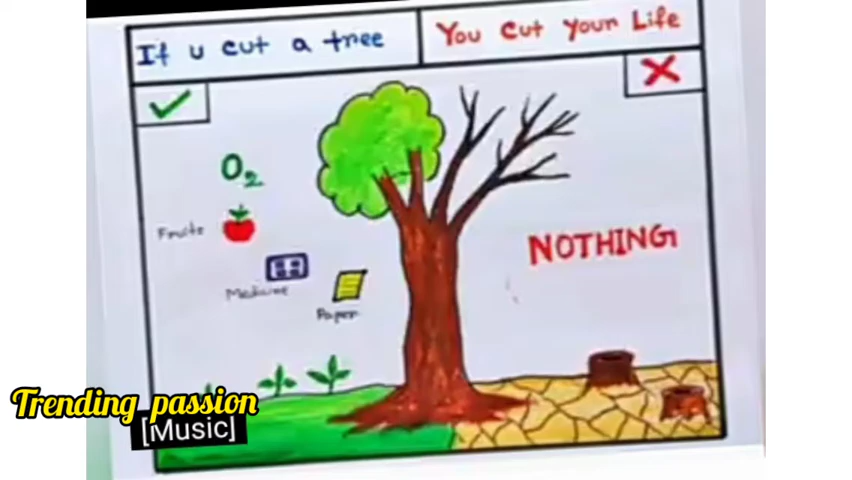 If u cut a tree
You Cut your Life
O2
Fruits
Medicine
Paper
NOTHING
Trending passion
[Music]